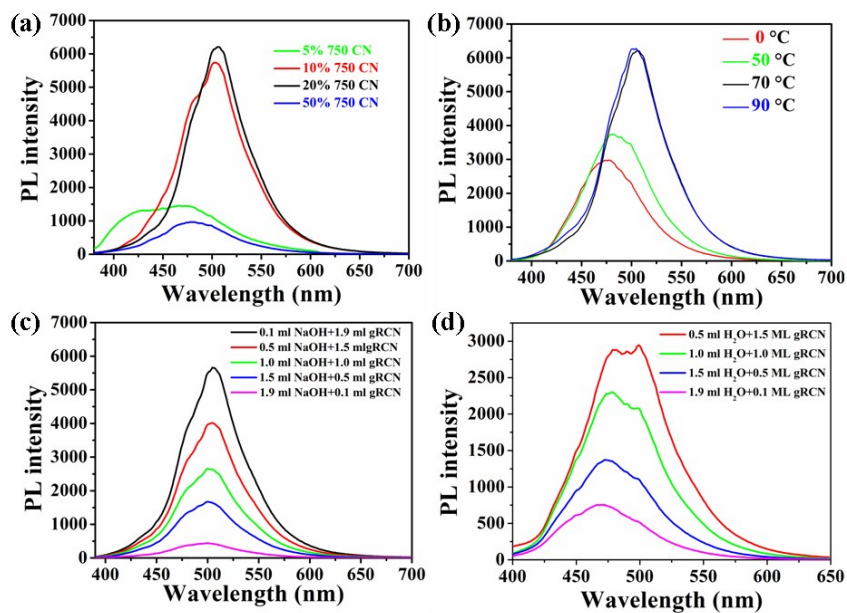 (a)
7000
6000
5000
4000
3000
2000
1000
0
PL intensity
5% 750 CN
10% 750 CN
20% 750 CN
50% 750 CN
400 450 500 550 600 650 700
Wavelength (nm)
(b)
7000
6000
5000
4000
3000
2000
1000
0
PL intensity
0 °C
50 °C
70 °C
90 °C
400 450 500 550 600 650 700
Wavelength (nm)
(c)
7000
6000
5000
4000
3000
2000
1000
0
PL intensity
0.1 ml NaOH+1.9 ml gRCN
0.5 ml NaOH+1.5 mlgRCN
1.0 ml NaOH+1.0 ml gRCN
1.5 ml NaOH+0.5 ml gRCN
1.9 ml NaOH+0.1 ml gRCN
400 450 500 550 600 650 700
Wavelength (nm)
(d)
3000
2500
2000
1500
1000
500
0
PL intensity
0.5 ml H₂O+1.5 ML gRCN
1.0 ml H₂O+1.0 ML gRCN
1.5 ml H₂O+0.5 ML gRCN
1.9 ml H₂O+0.1 ML gRCN
400 450 500 550 600 650
Wavelength (nm)